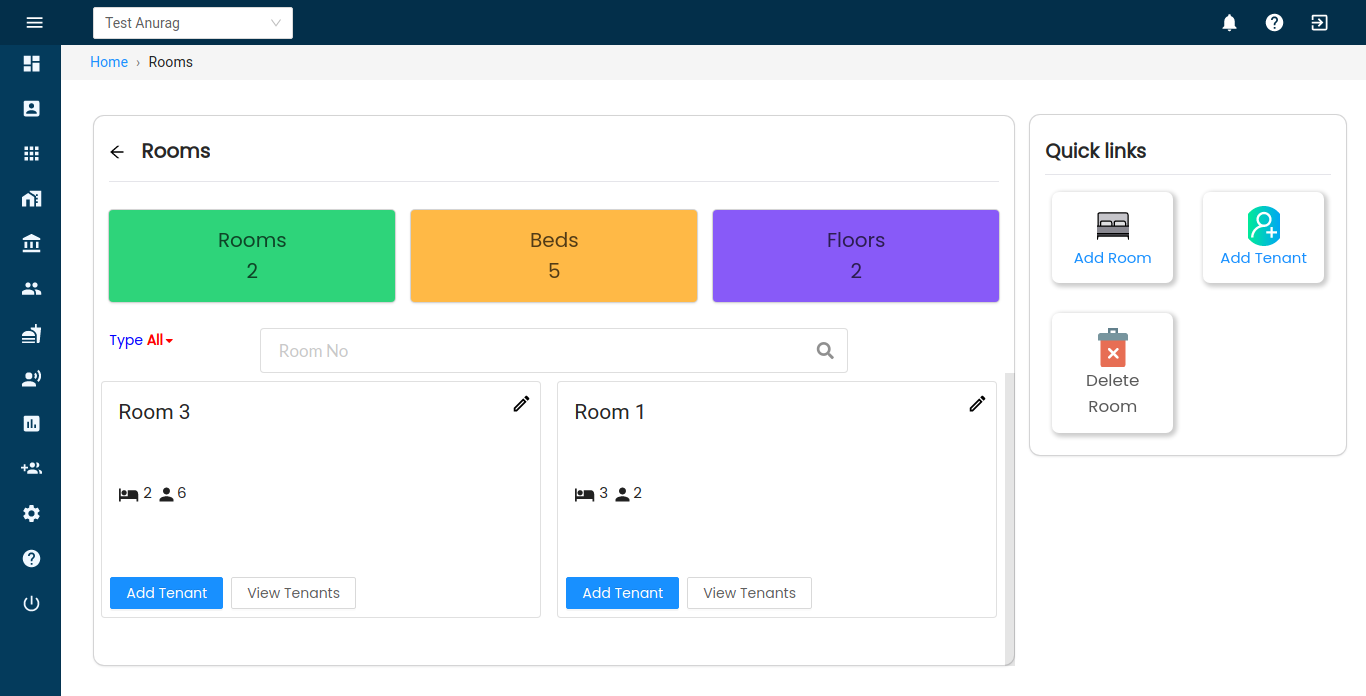 Test Anurag
Home › Rooms
Rooms
Rooms
2
Beds
5
Floors
2
Type All
Room No
Room 3
2 6
Add Tenant
View Tenants
Room 1
3 2
Add Tenant
View Tenants
Quick links
Add Room
Add Tenant
Delete
Room